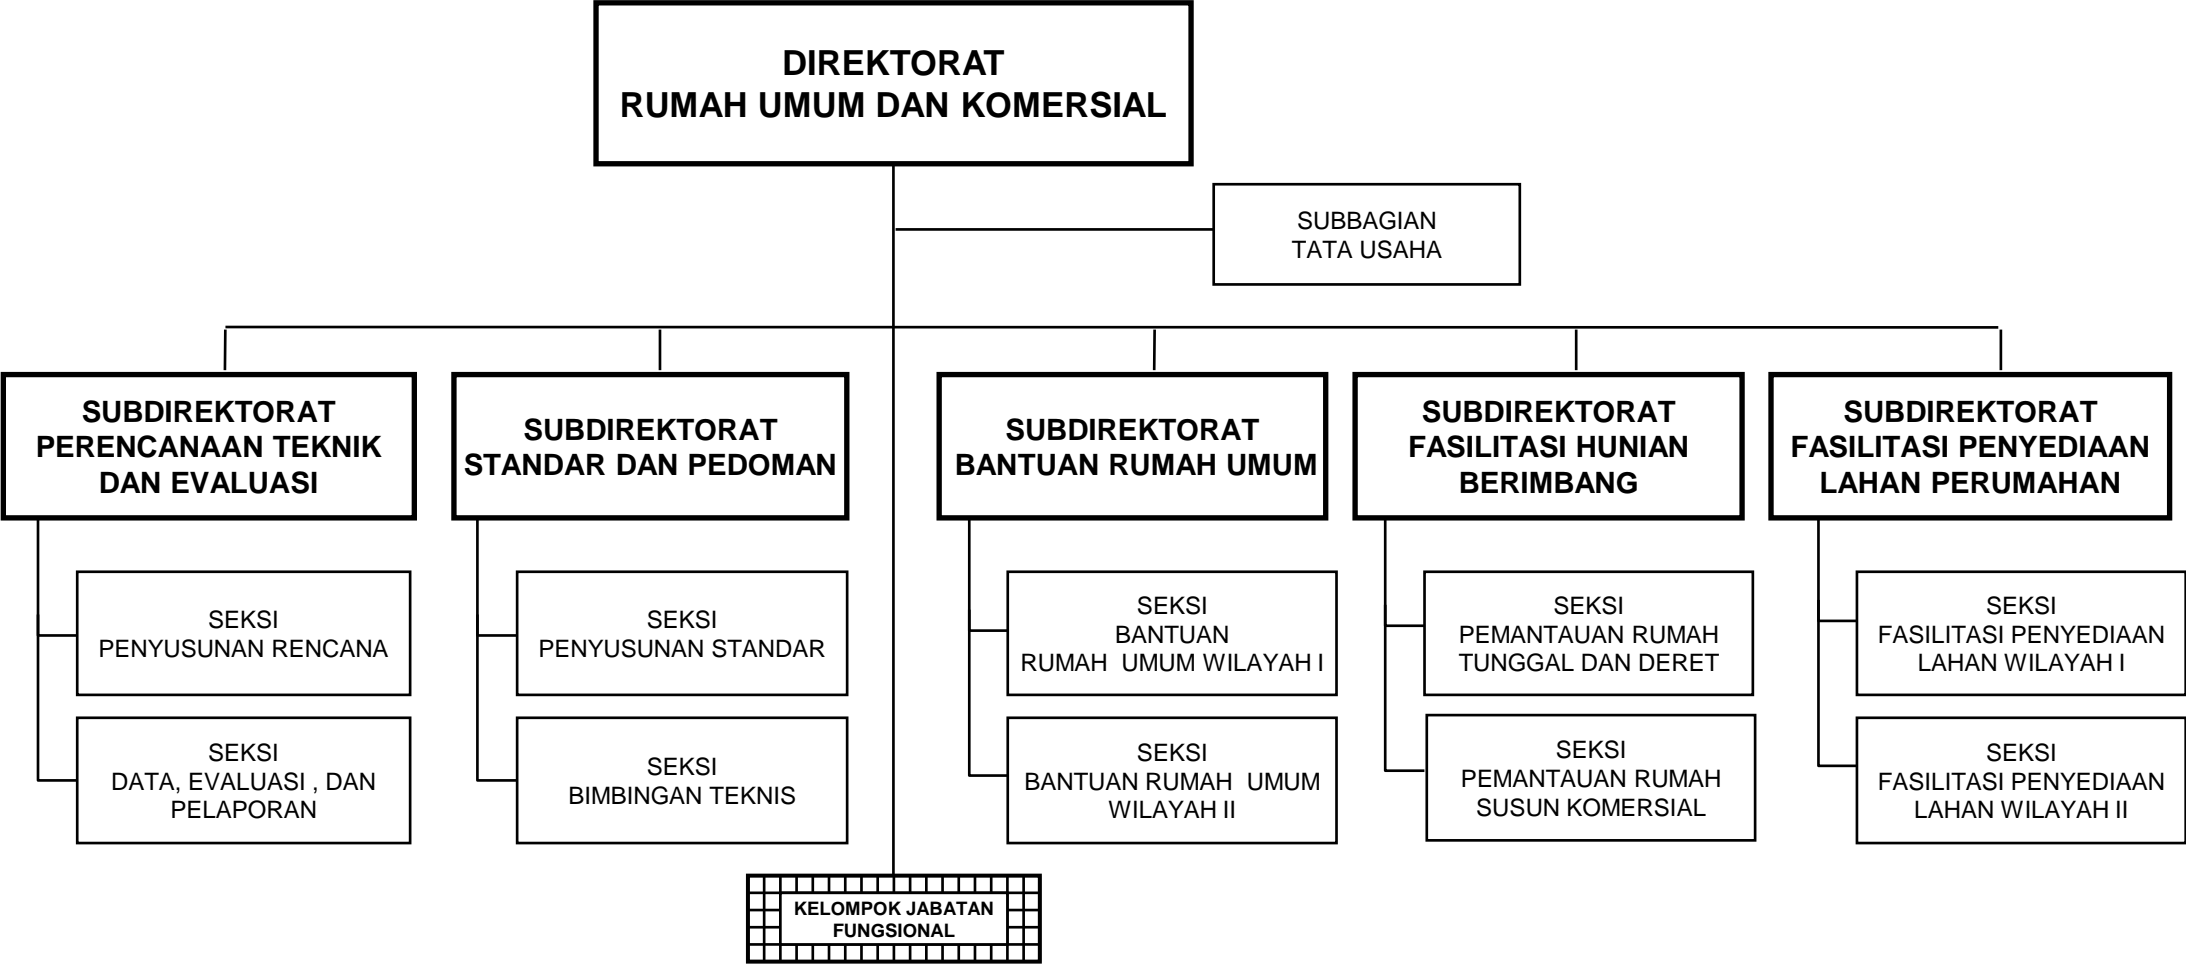 DIREKTORAT
RUMAH UMUM DAN KOMERSIAL
SUBBAGIAN
TATA USAHA
SUBDIREKTORAT
PERENCANAAN TEKNIK
DAN EVALUASI
SUBDIREKTORAT
STANDAR DAN PEDOMAN
SUBDIREKTORAT
BANTUAN RUMAH UMUM
SUBDIREKTORAT
FASILITASI HUNIAN
BERIMBANG
SUBDIREKTORAT
FASILITASI PENYEDIAAN
LAHAN PERUMAHAN
SEKSI
PENYUSUNAN RENCANA
SEKSI
PENYUSUNAN STANDAR
SEKSI
BANTUAN
RUMAH  UMUM WILAYAH I
SEKSI
PEMANTAUAN RUMAH
TUNGGAL DAN DERET
SEKSI
FASILITASI PENYEDIAAN
LAHAN WILAYAH I
SEKSI
DATA, EVALUASI , DAN
PELAPORAN
SEKSI
BIMBINGAN TEKNIS
SEKSI
BANTUAN RUMAH  UMUM
WILAYAH II
SEKSI
PEMANTAUAN RUMAH
SUSUN KOMERSIAL
SEKSI
FASILITASI PENYEDIAAN
LAHAN WILAYAH II
KELOMPOK JABATAN
FUNGSIONAL